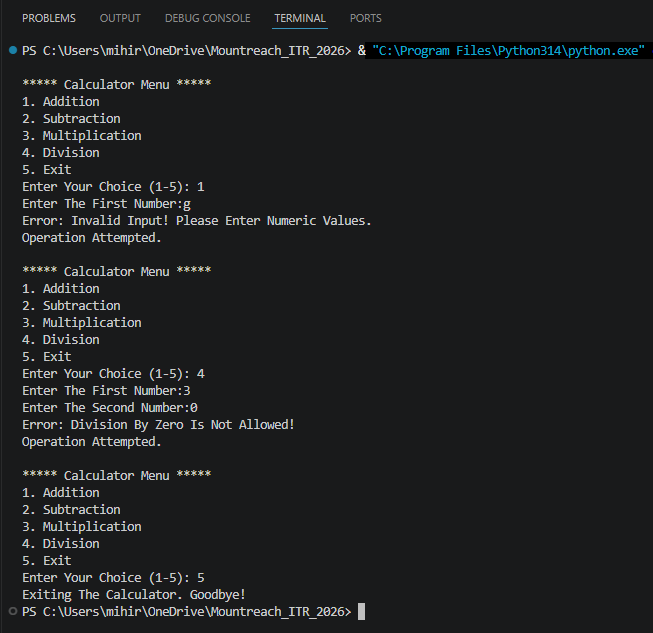 PROBLEMS OUTPUT DEBUG CONSOLE TERMINAL PORTS
PS C:\Users\mihir\OneDrive\Mountreach_ITR_2026> & "C:\Program Files\Python314\python.exe"
***** Calculator Menu *****
1. Addition
2. Subtraction
3. Multiplication
4. Division
5. Exit
Enter Your Choice (1-5): 1
Enter The First Number:g
Error: Invalid Input! Please Enter Numeric Values.
Operation Attempted.
***** Calculator Menu *****
1. Addition
2. Subtraction
3. Multiplication
4. Division
5. Exit
Enter Your Choice (1-5): 4
Enter The First Number:3
Enter The Second Number:0
Error: Division By Zero Is Not Allowed!
Operation Attempted.
***** Calculator Menu *****
1. Addition
2. Subtraction
3. Multiplication
4. Division
5. Exit
Enter Your Choice (1-5): 5
Exiting The Calculator. Goodbye!
PS C:\Users\mihir\OneDrive\Mountreach_ITR_2026>